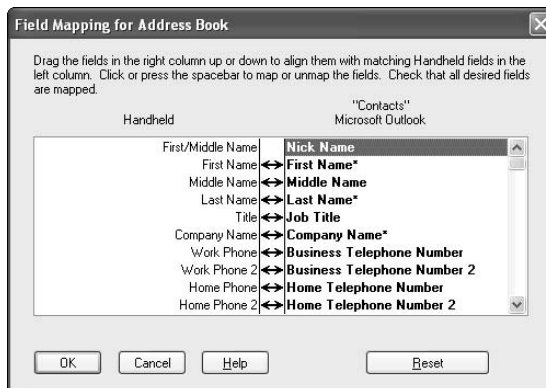 Field Mapping for Address Book
Drag the fields in the right column up or down to align them with matching Handheld fields in the
left column. Click or press the spacebar to map or unmap the fields. Check that all desired fields
are mapped.
"Contacts"
Handheld Microsoft Outlook
First/Middle Name Nick Name
First Name First Name*
Middle Name Middle Name
Last Name Last Name*
Title Job Title
Company Name Company Name*
Work Phone Business Telephone Number
Work Phone 2 Business Telephone Number 2
Home Phone Home Telephone Number
Home Phone 2 Home Telephone Number 2
OK Cancel Help Reset